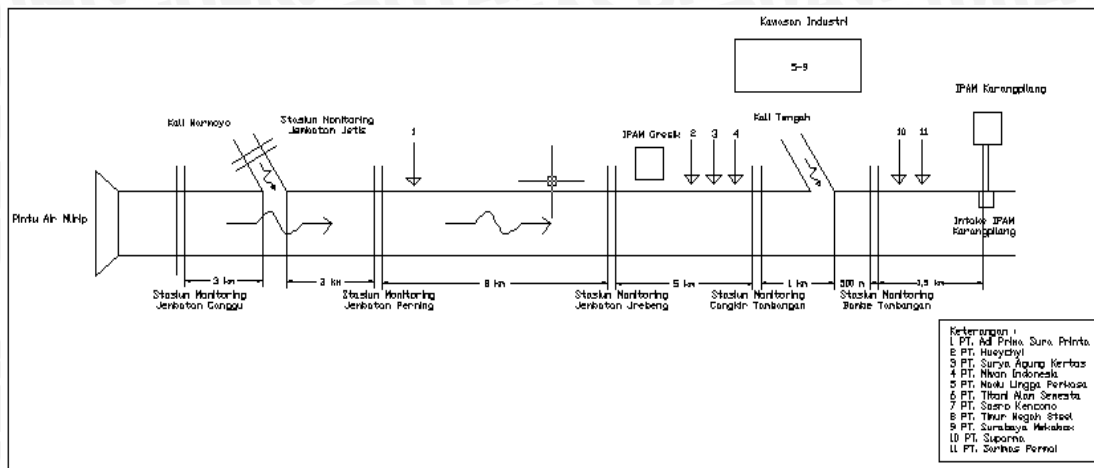 Kawasan Industri
5-9
IPAM Karangpilang
Kali Marmoyo
Stasiun Monitoring
Jembatan Jetis
1
IPAM Gresik
2
3
4
Kali Tengah
10
11
Pintu Air Mlirip
Intake IPAM
Karangpilang
3 km
3 km
8 km
5 km
1 km
500 m
km
Stasiun Monitoring
Jembatan Canggu
Stasiun Monitoring
Jembatan Perning
Stasiun Monitoring
Jembatan Jrebeng
Stasiun Monitoring
Cangkir Tambangan
Stasiun Monitoring
Bambe Tambangan
Keterangan :
1 PT. Adi Prima Sura Printa
2 PT.
3 PT. Surya Agung Kertas
4 PT. Indonesia
5 PT. Lingga Perkasa
6 PT. Titani Alam Semesta
7 PT. Sasro Kencono
8 PT. Timur Megah Steel
9 PT. Surabaya Mekabox
10 PT. Suparma
11 PT. Sarimas Permai